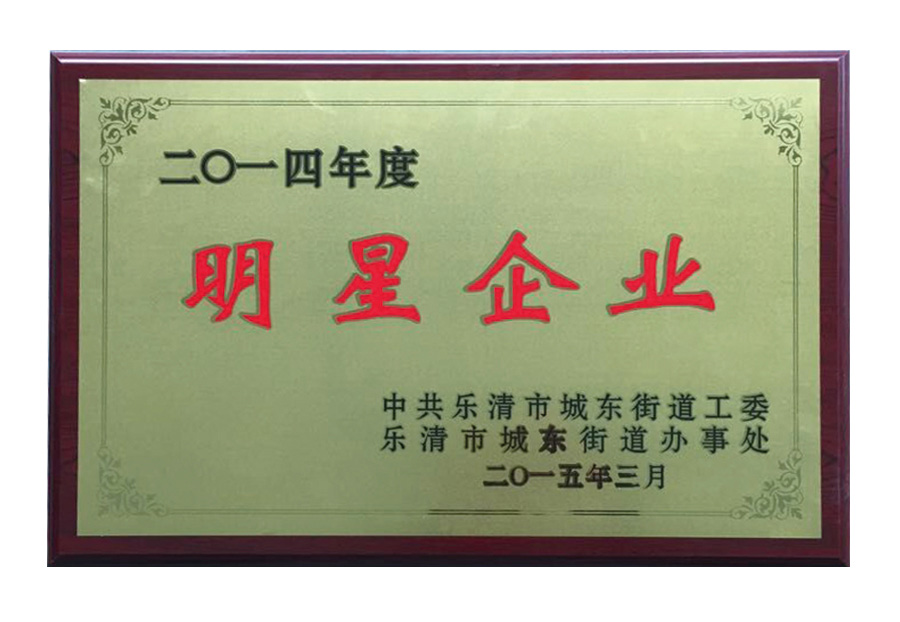 二〇一四年度
明星企业
中共乐清市城东街道工委
乐清市城东街道办事处
二〇一五年三月